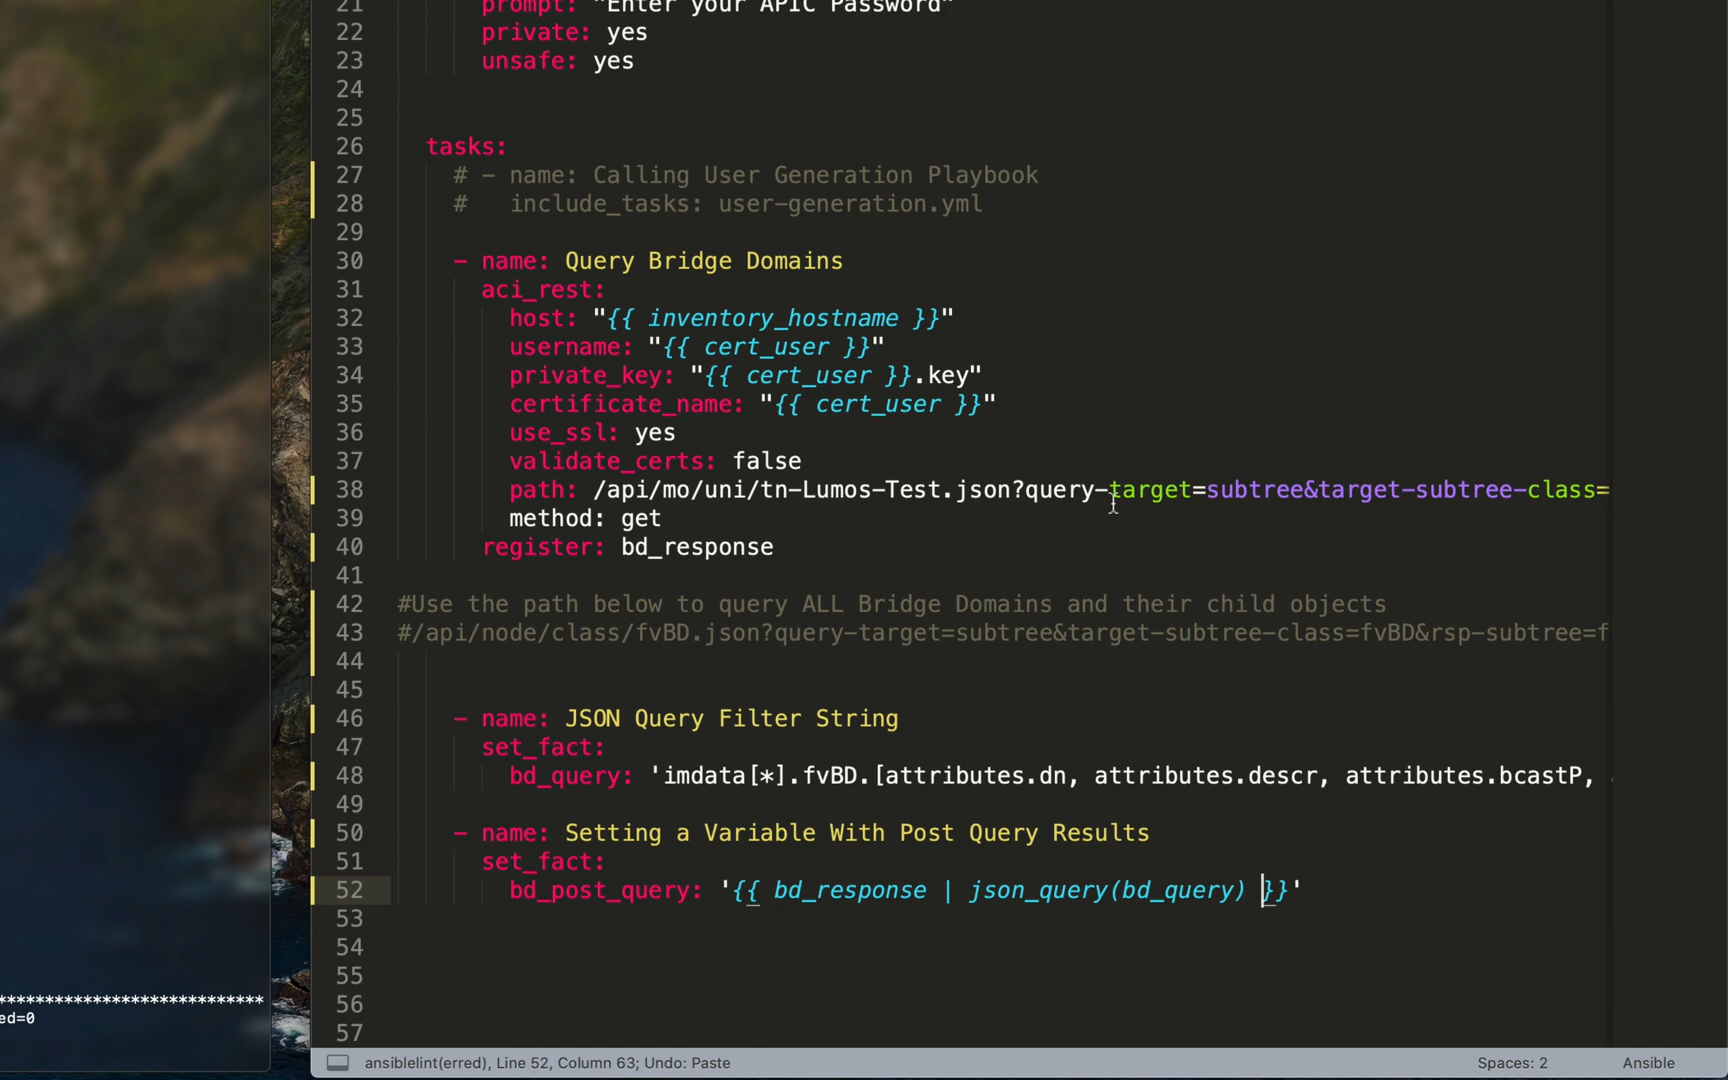 21 prompt: "Enter your APIC Password"
22 private: yes
23 unsafe: yes
24
25
26 tasks:
27 # - name: Calling User Generation Playbook
28 #   include_tasks: user-generation.yml
29
30 - name: Query Bridge Domains
31 aci_rest:
32 host: "{{ inventory_hostname }}"
33 username: "{{ cert_user }}"
34 private_key: "{{ cert_user }}.key"
35 certificate_name: "{{ cert_user }}"
36 use_ssl: yes
37 validate_certs: false
38 path: /api/mo/uni/tn-Lumos-Test.json?query-target=subtree&target-subtree-class=
39 method: get
40 register: bd_response
41
42 #Use the path below to query ALL Bridge Domains and their child objects
43 #/api/node/class/fvBD.json?query-target=subtree&target-subtree-class=fvBD&rsp-subtree=f
44
45
46 - name: JSON Query Filter String
47 set_fact:
48 bd_query: 'imdata[*].fvBD.[attributes.dn, attributes.descr, attributes.bcastP,
49
50 - name: Setting a Variable With Post Query Results
51 set_fact:
52 bd_post_query: '{{ bd_response | json_query(bd_query) }}'
53
54
55
56
57
****************************
ed=0
ansiblelint(erred), Line 52, Column 63; Undo: Paste
Spaces: 2
Ansible